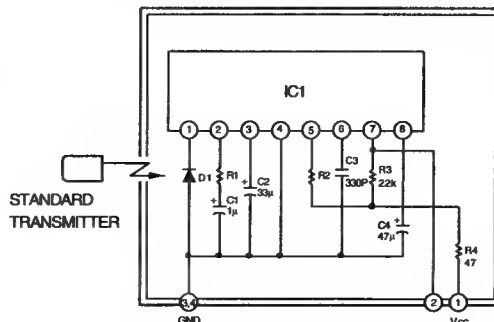 IC1
1 2 3 4 5 6 7 8
D1
R1
C1
1μ
+
C2
33μ
+
R2
C3
330P
R3
22k
C4
47μ
+
R4
47
STANDARD
TRANSMITTER
3,4
2
1
GND
Vcc